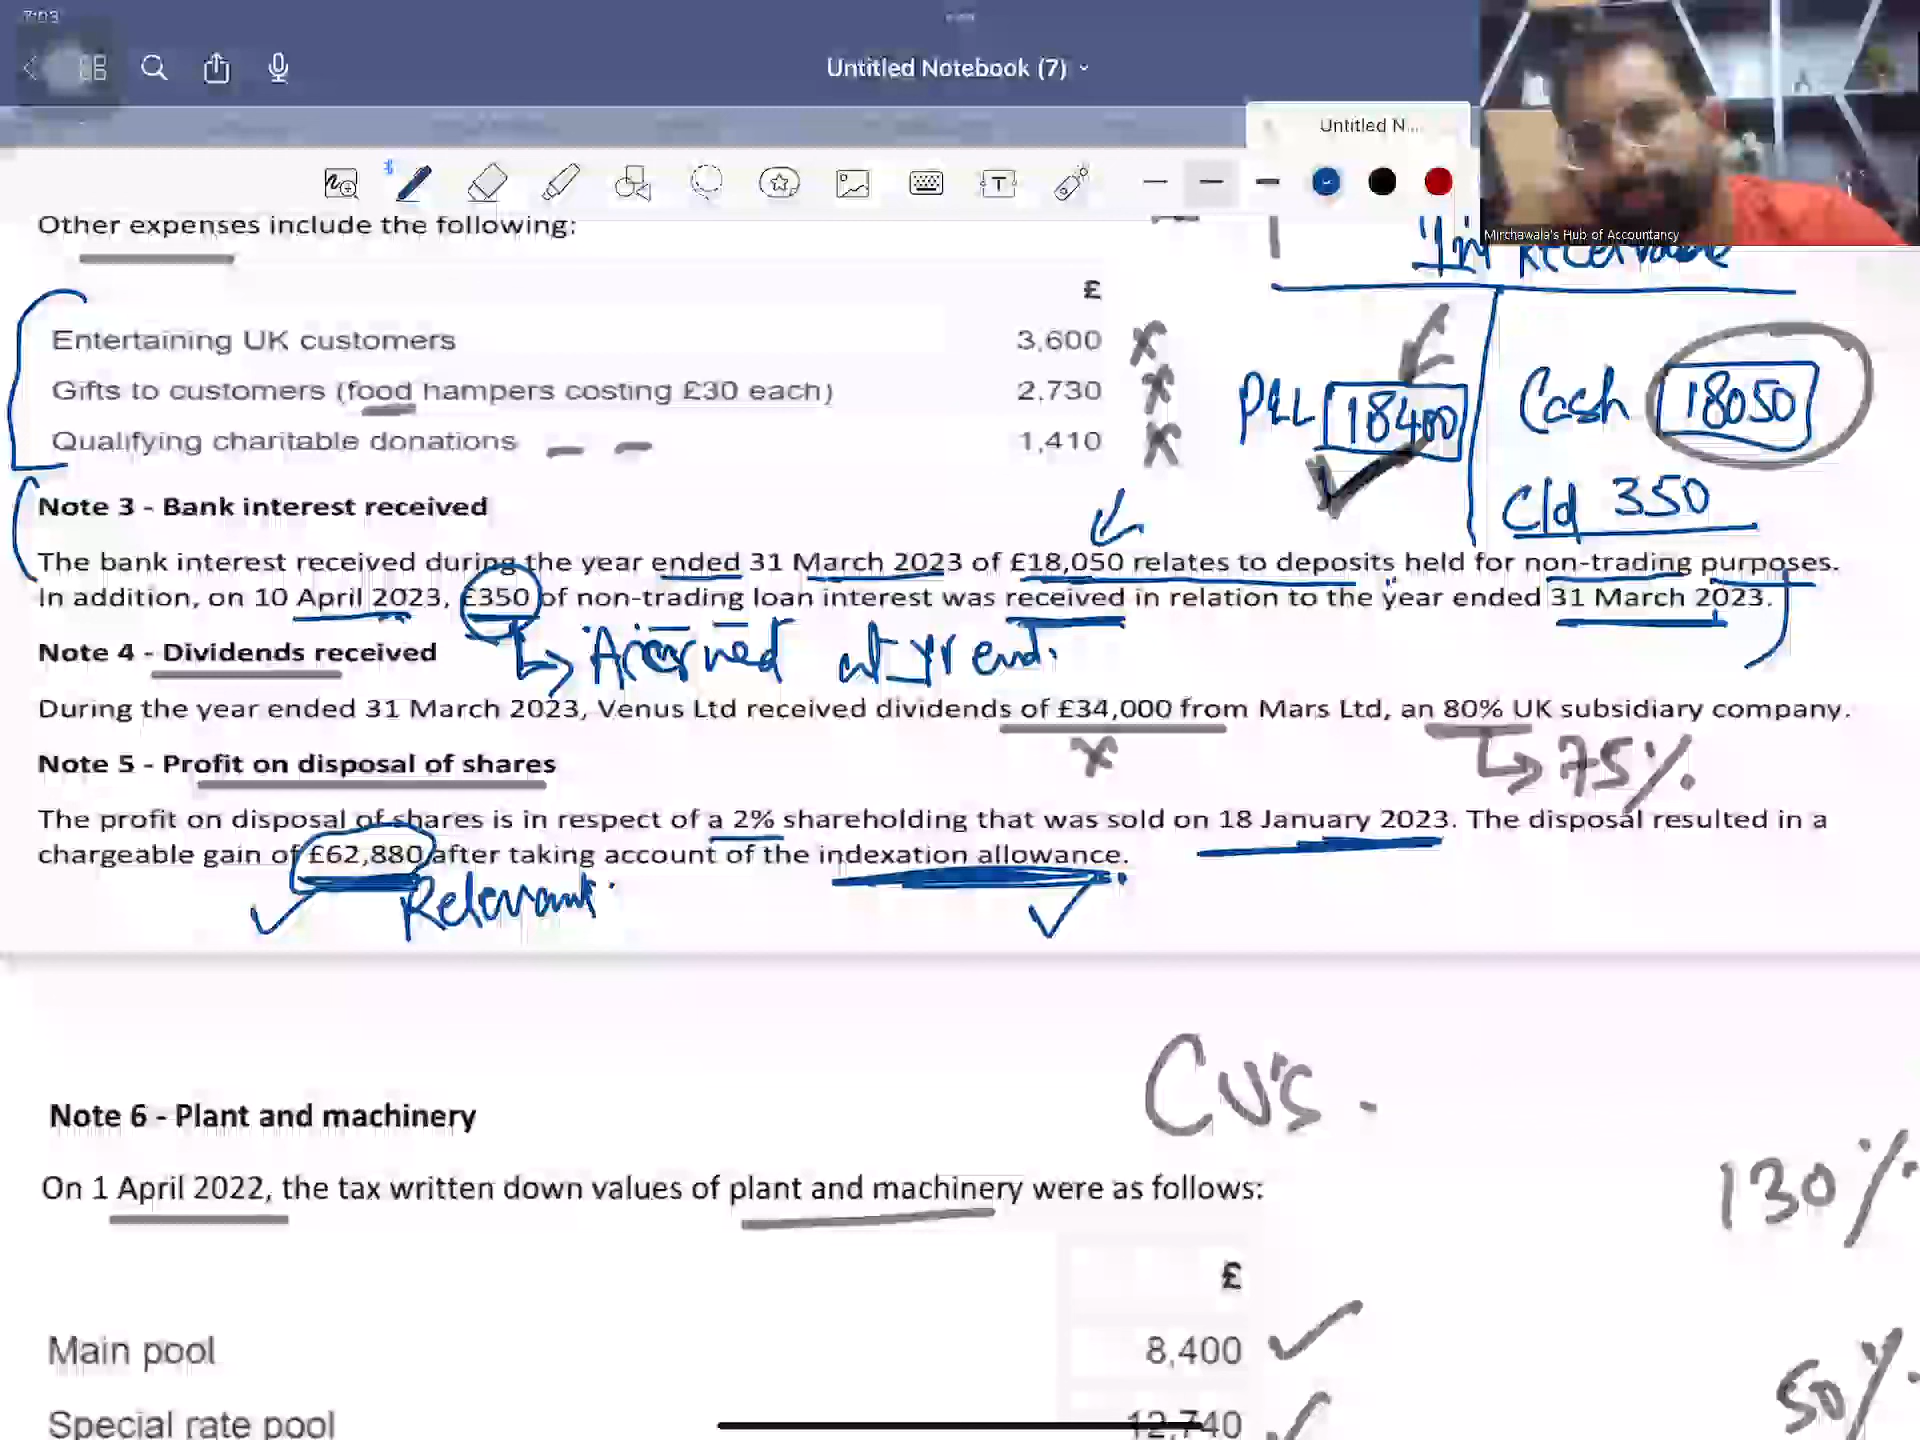 7:03
Untitled Notebook (7)
Untitled N...
Mirchawala's Hub of Accountancy
Other expenses include the following:
Int Receivable
£
Entertaining UK customers 3,600 x
Gifts to customers (food hampers costing £30 each) 2,730 x
Qualifying charitable donations 1,410 x
P&L 18400
Cash 18050
C/d 350
Note 3 - Bank interest received
The bank interest received during the year ended 31 March 2023 of £18,050 relates to deposits held for non-trading purposes.
In addition, on 10 April 2023, £350 of non-trading loan interest was received in relation to the year ended 31 March 2023.
Accrued at yr end.
Note 4 - Dividends received
During the year ended 31 March 2023, Venus Ltd received dividends of £34,000 from Mars Ltd, an 80% UK subsidiary company.
x
75%
Note 5 - Profit on disposal of shares
The profit on disposal of shares is in respect of a 2% shareholding that was sold on 18 January 2023. The disposal resulted in a
chargeable gain of £62,880 after taking account of the indexation allowance.
Relevant.
CU's.
Note 6 - Plant and machinery
130%
On 1 April 2022, the tax written down values of plant and machinery were as follows:
£
Main pool 8,400
50%
Special rate pool 12,740